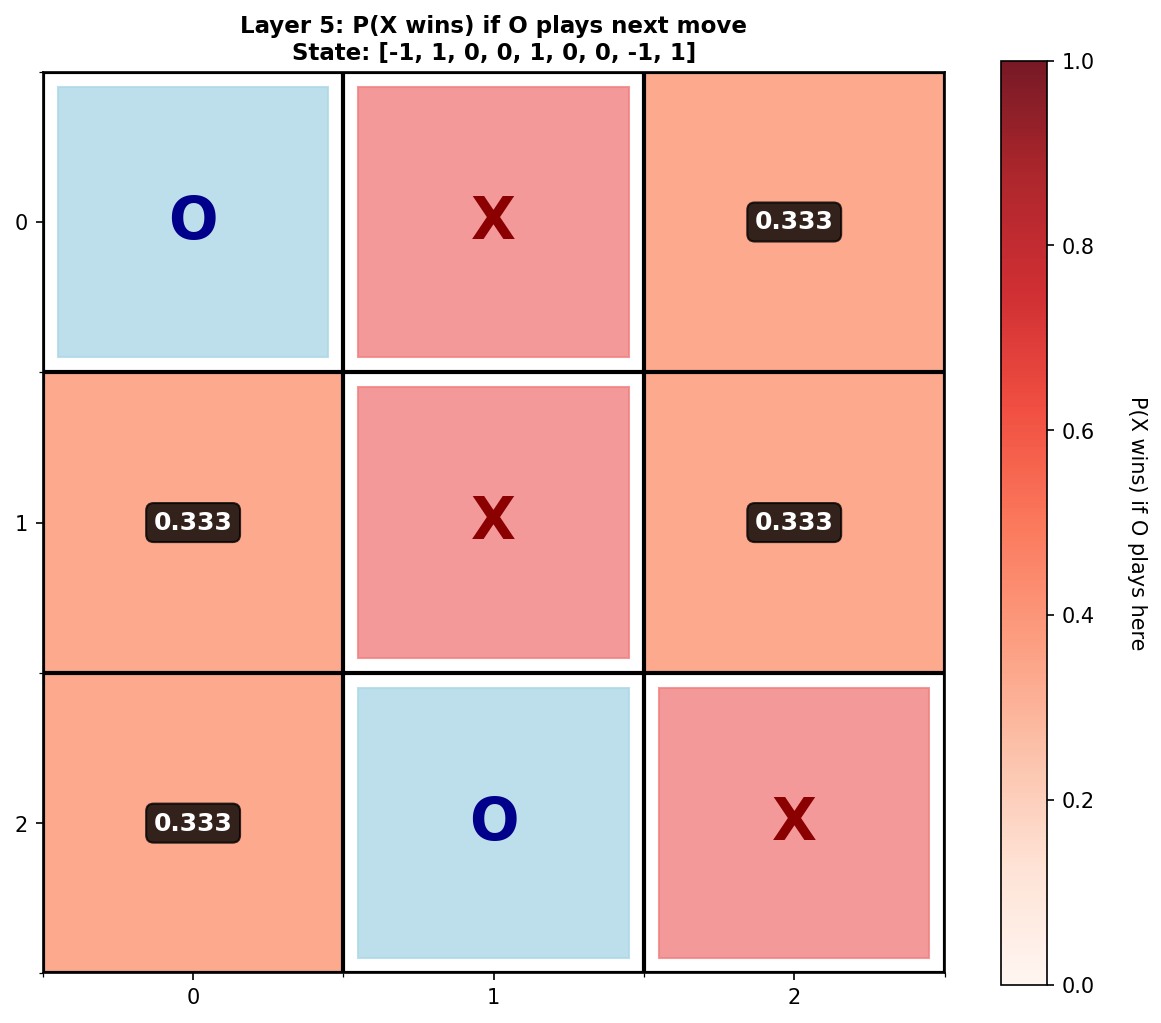 Layer 5: P(X wins) if O plays next move
State: [-1, 1, 0, 0, 1, 0, 0, -1, 1]
O
X
0.333
0
0.333
X
0.333
1
0.333
O
X
2
0
1
2
1.0
0.8
0.6
0.4
0.2
0.0
P(X wins) if O plays here